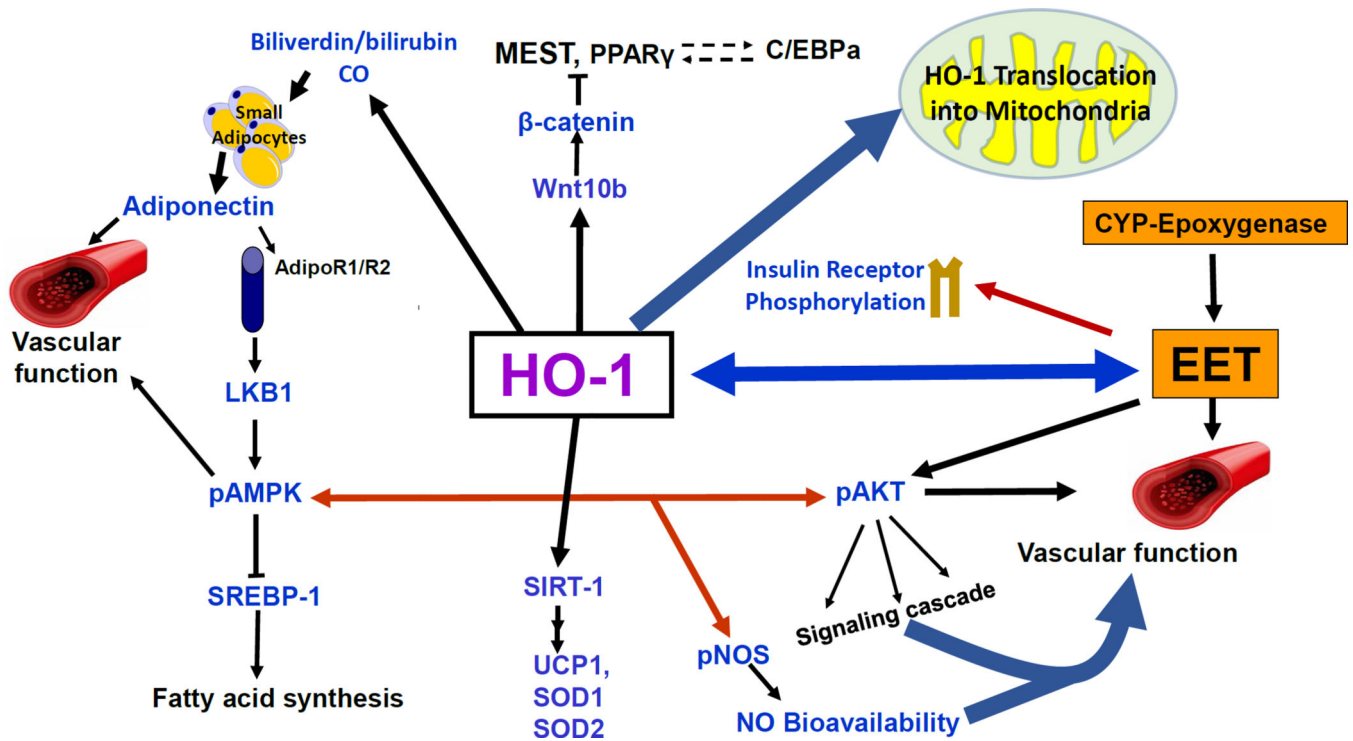 Biliverdin/bilirubin
CO
Small
Adipocytes
Adiponectin
AdipoR1/R2
Vascular
function
LKB1
pAMPK
SREBP-1
Fatty acid synthesis
MEST, PPARγ
C/EBPa
β-catenin
Wnt10b
HO-1
SIRT-1
UCP1,
SOD1
SOD2
HO-1 Translocation
into Mitochondria
CYP-Epoxygenase
Insulin Receptor
Phosphorylation
EET
pAKT
Vascular function
Signaling cascade
pNOS
NO Bioavailability